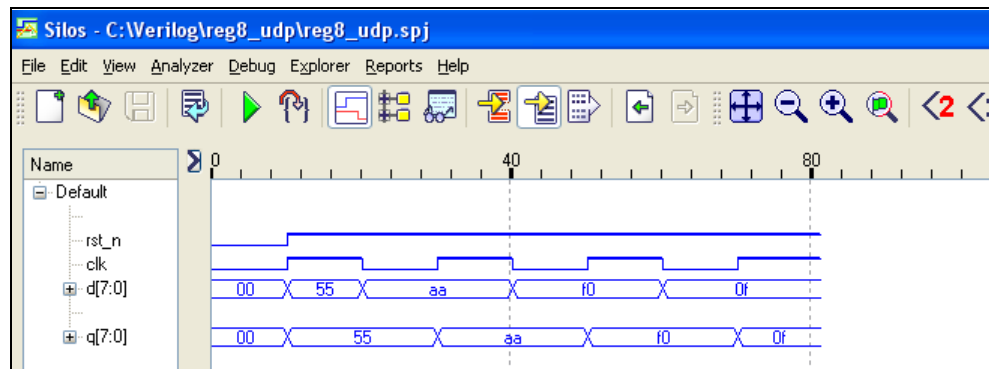 Silos - C:\Verilog\reg8_udp\reg8_udp.spj
File Edit View Analyzer Debug Explorer Reports Help
2
Name 0 40 80
Default
rst_n
clk
d[7:0] 00 55 aa f0 0f
q[7:0] 00 55 aa f0 0f